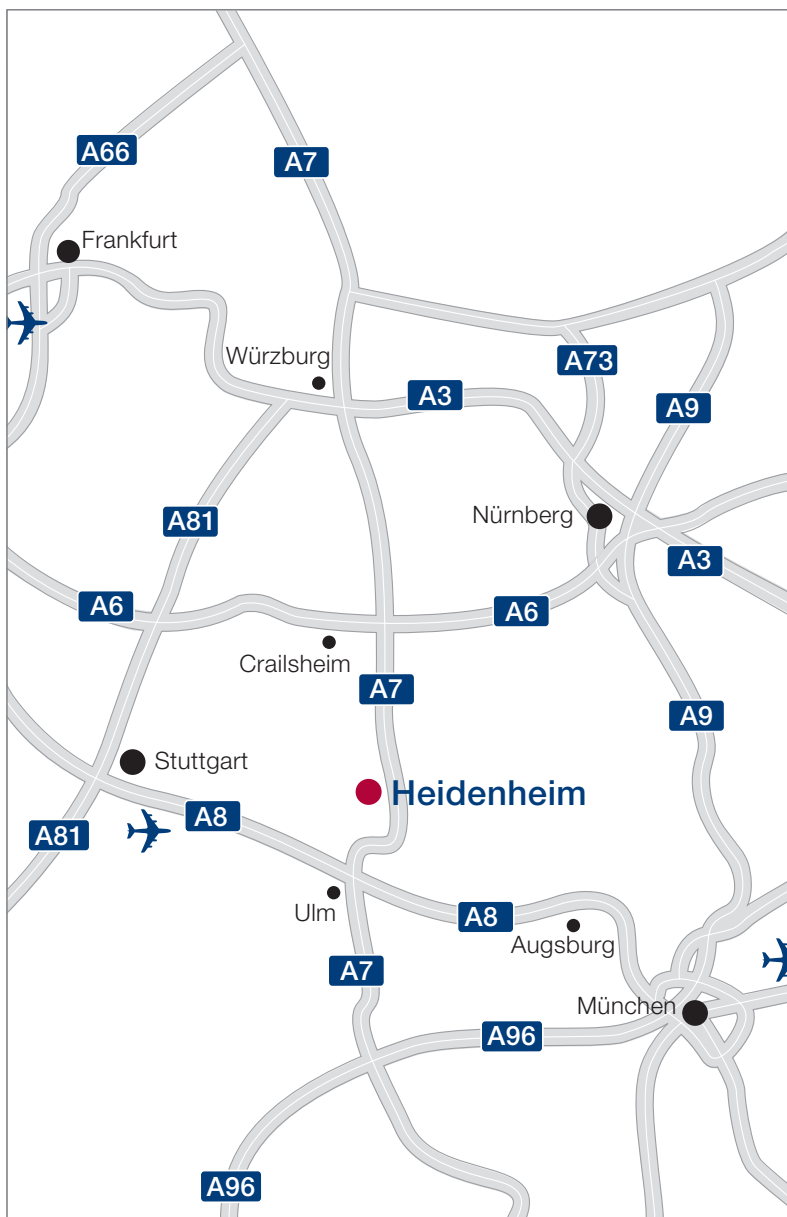 A66
A7
Frankfurt
Würzburg
A73
A3
A9
A81
Nürnberg
A3
A6
A6
Crailsheim
A7
A9
Stuttgart
Heidenheim
A8
A81
Ulm
A8
Augsburg
A7
München
A96
A96